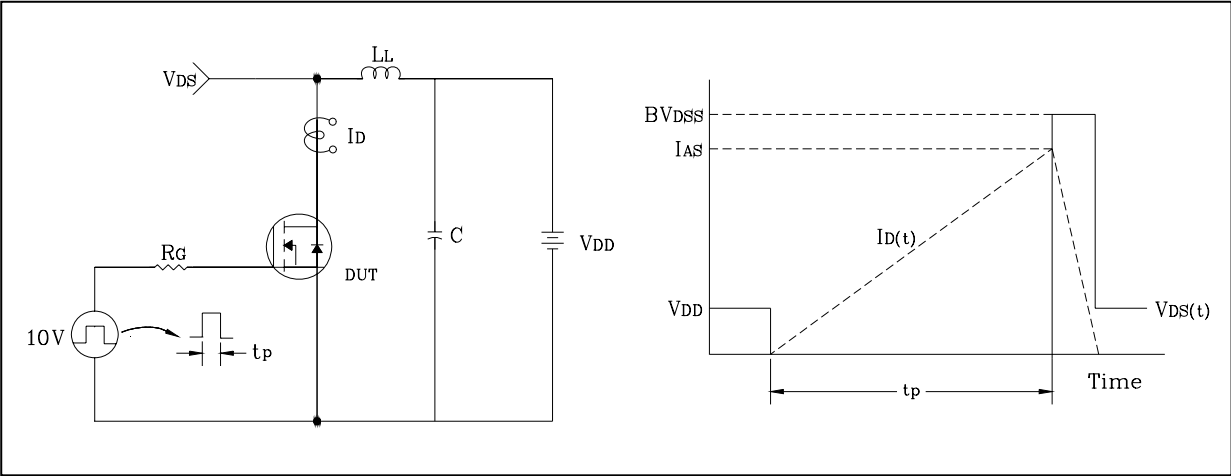 LL
VDS
ID
C
VDD
RG
DUT
10V
tp
BVDSS
IAS
ID(t)
VDD
VDS(t)
Time
tp